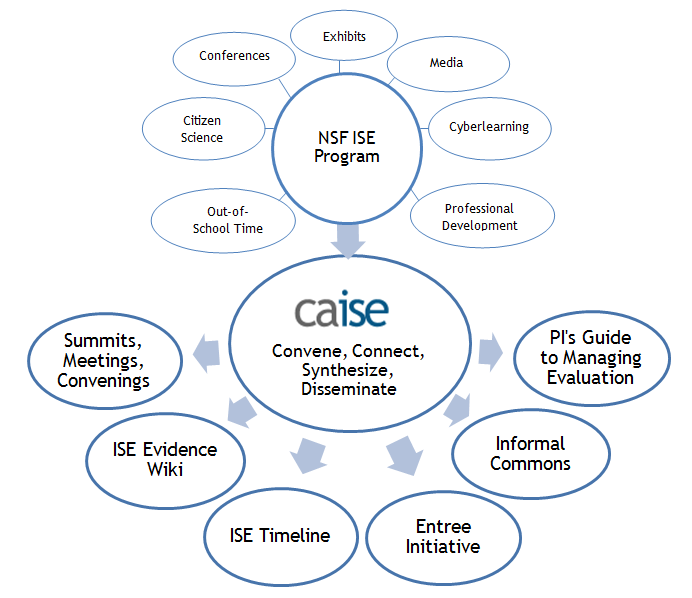 Exhibits
Conferences
Media
Citizen
Science
NSF ISE
Program
Cyberlearning
Out-of-
School Time
Professional
Development
caise
Convene, Connect,
Synthesize,
Disseminate
Summits,
Meetings,
Convenings
PI's Guide
to Managing
Evaluation
ISE Evidence
Wiki
Informal
Commons
ISE Timeline
Entree
Initiative